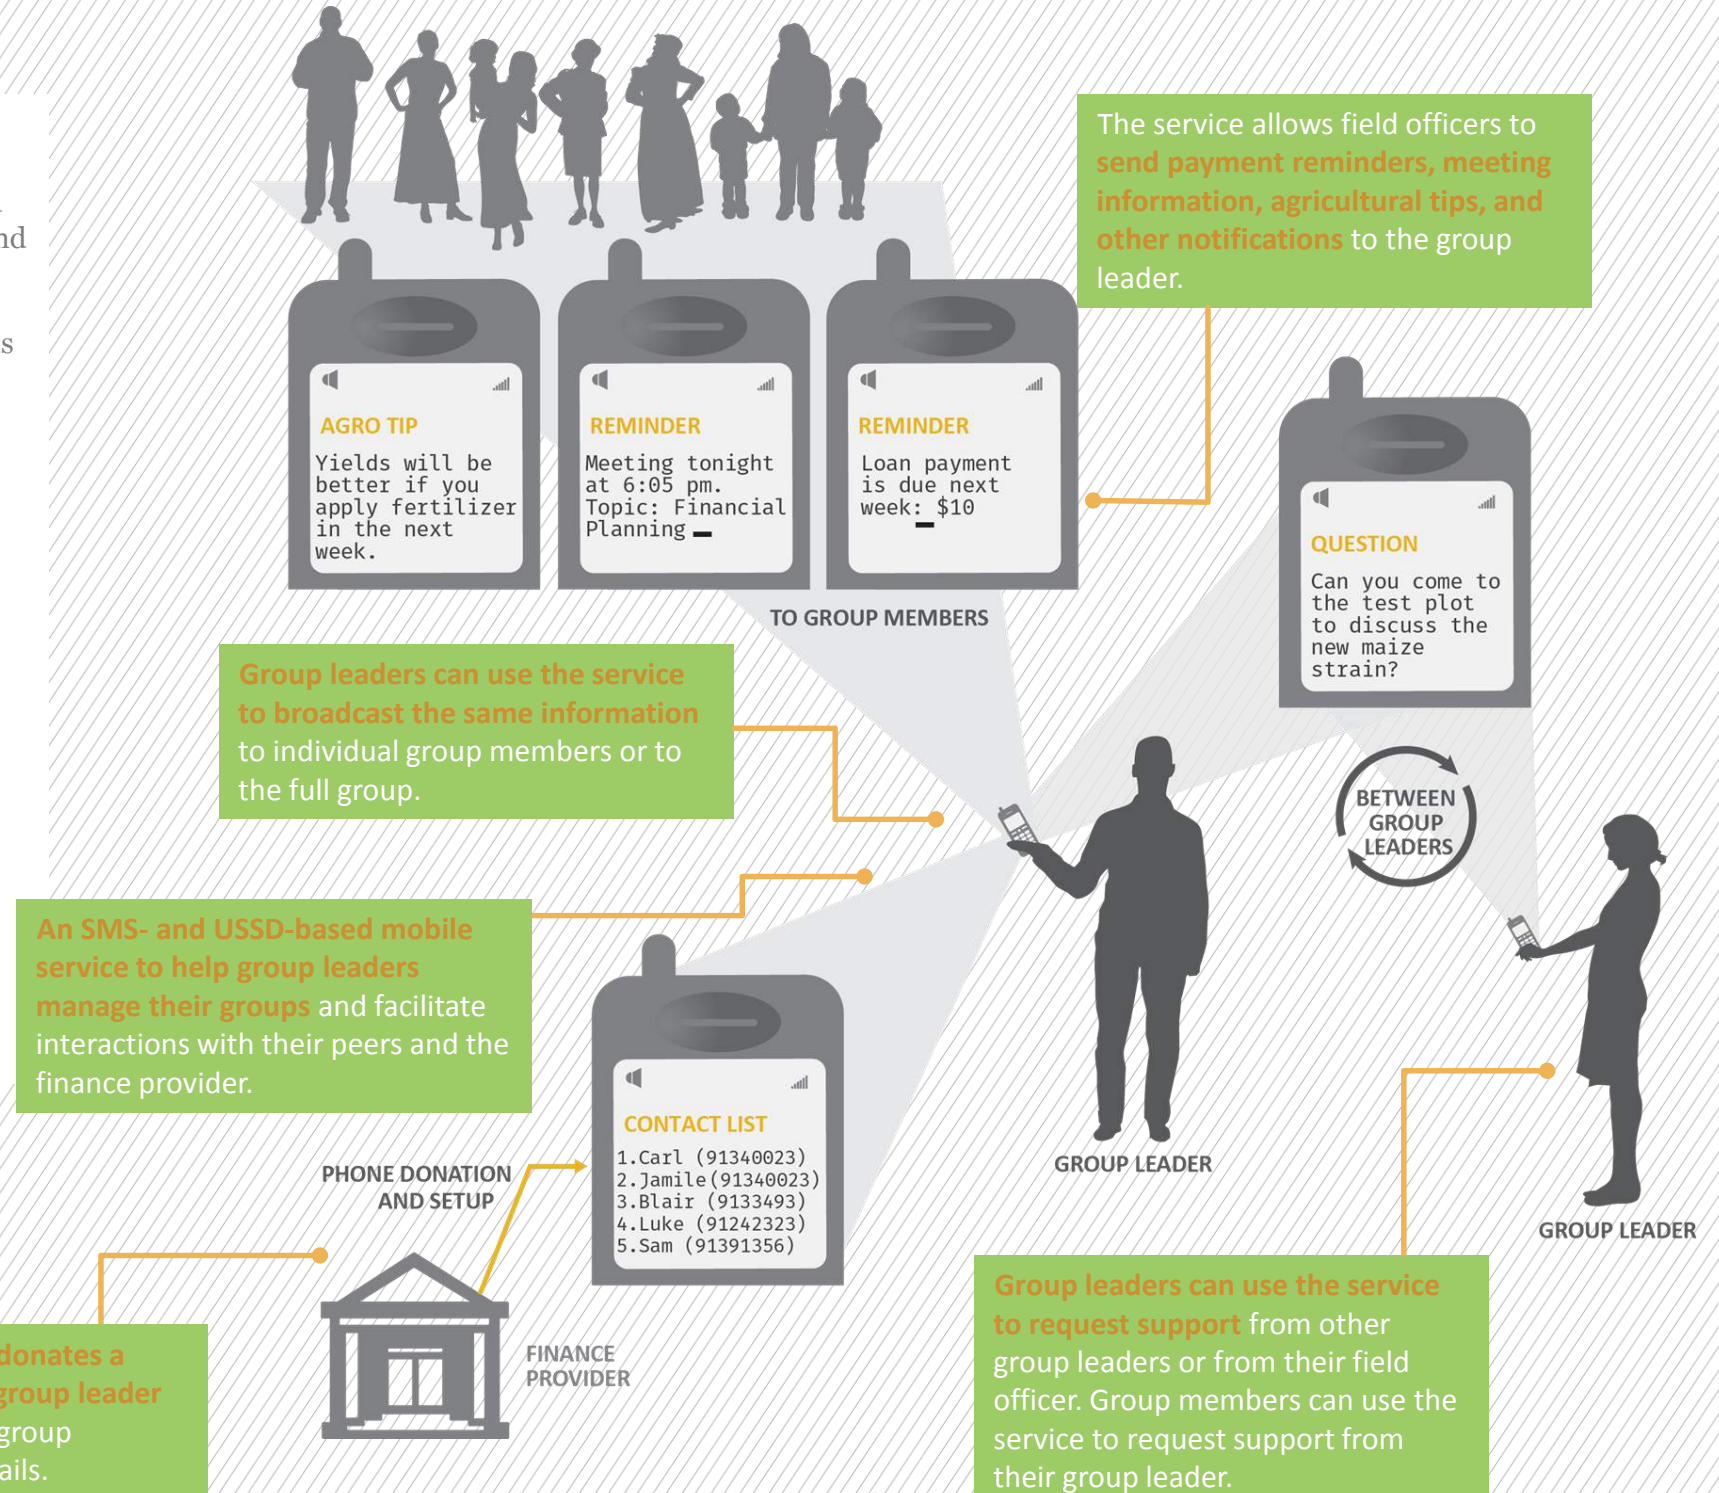 nd
s
The service allows field officers to
send payment reminders, meeting
information, agricultural tips, and
other notifications to the group
leader.
AGRO TIP
Yields will be
better if you
apply fertilizer
in the next
week.
REMINDER
Meeting tonight
at 6:05 pm.
Topic: Financial
Planning
REMINDER
Loan payment
is due next
week: $10
QUESTION
Can you come to
the test plot
to discuss the
new maize
strain?
TO GROUP MEMBERS
Group leaders can use the service
to broadcast the same information
to individual group members or to
the full group.
BETWEEN
GROUP
LEADERS
An SMS- and USSD-based mobile
service to help group leaders
manage their groups and facilitate
interactions with their peers and the
finance provider.
CONTACT LIST
1.Carl (91340023)
2.Jamile(91340023)
3.Blair (9133493)
4.Luke (91242323)
5.Sam (91391356)
PHONE DONATION
AND SETUP
GROUP LEADER
GROUP LEADER
FINANCE
PROVIDER
donates a
group leader
group
ails.
Group leaders can use the service
to request support from other
group leaders or from their field
officer. Group members can use the
service to request support from
their group leader.